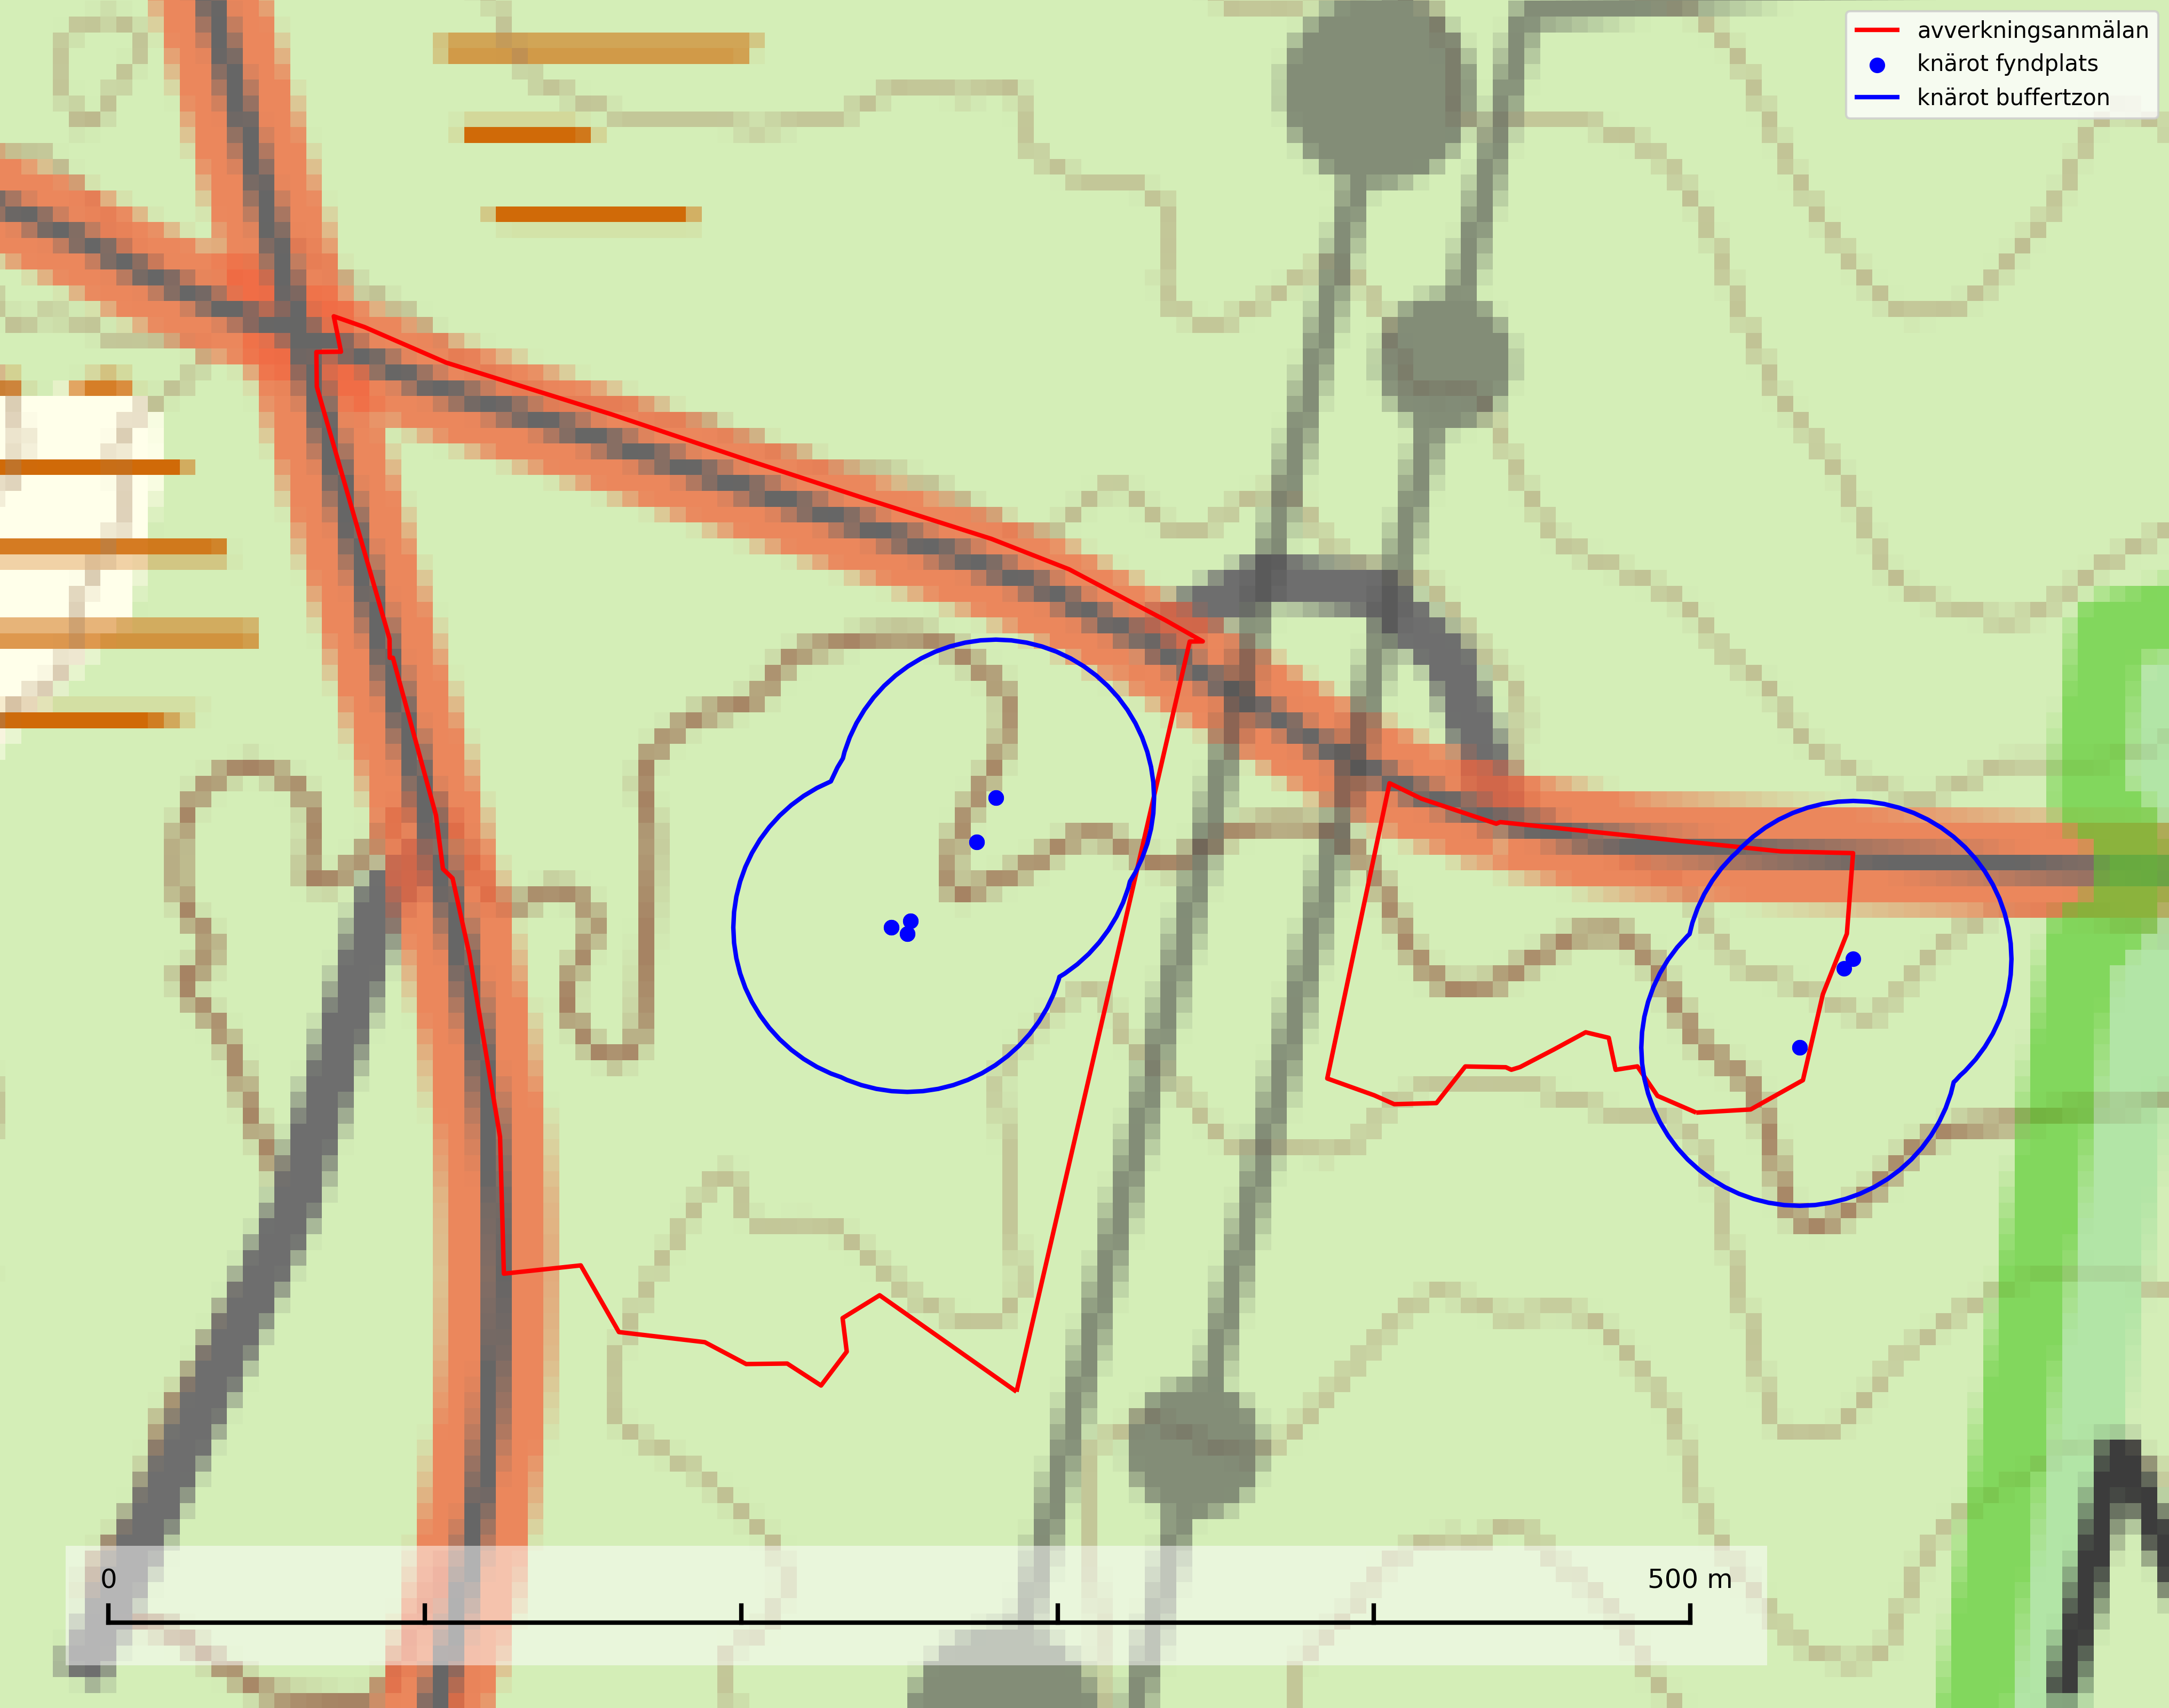 avverkningsanmälan
knärot fyndplats
knärot buffertzon
0
500 m